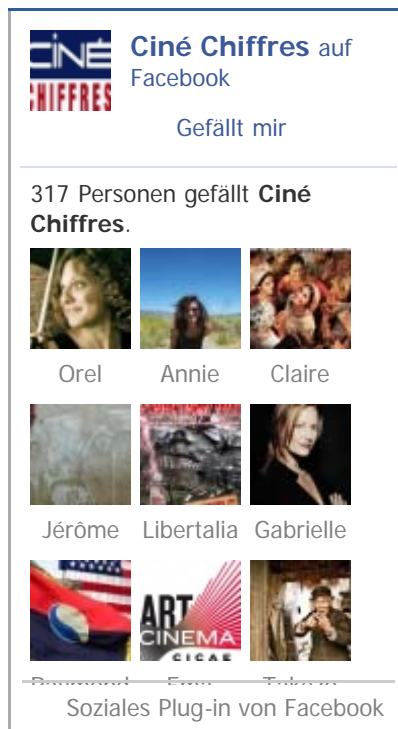 CINÉ
CHIFFRES
Ciné Chiffres auf
Facebook
Gefällt mir
317 Personen gefällt Ciné
Chiffres.
Orel Annie Claire
Jérôme Libertalia Gabrielle
ART
CINEMA
CICAE
Soziales Plug-in von Facebook